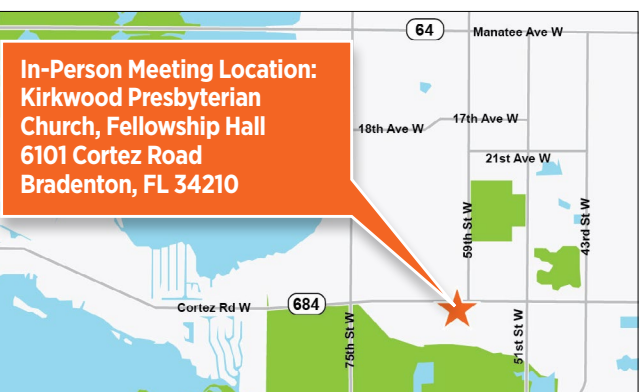 64
Manatee Ave W
In-Person Meeting Location:
Kirkwood Presbyterian
Church, Fellowship Hall
6101 Cortez Road
Bradenton, FL 34210
17th Ave W
18th Ave W
21st Ave W
59th St W
43rd St W
Cortez Rd W
684
75th St W
51st St W